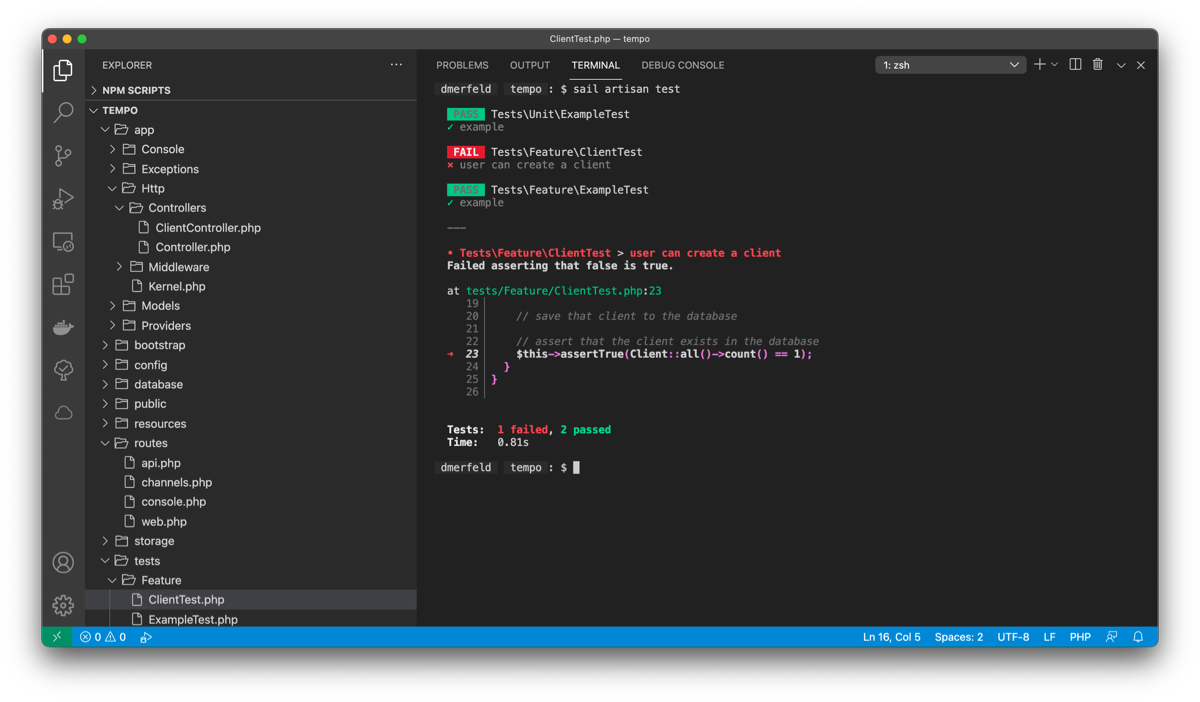 ClientTest.php — tempo
EXPLORER
NPM SCRIPTS
TEMPO
app
Console
Exceptions
Http
Controllers
ClientController.php
Controller.php
Middleware
Kernel.php
Models
Providers
bootstrap
config
database
public
resources
routes
api.php
channels.php
console.php
web.php
storage
tests
Feature
ClientTest.php
ExampleTest.php
PROBLEMS OUTPUT TERMINAL DEBUG CONSOLE 1: zsh
dmerfeld tempo : $ sail artisan test
PASS Tests\Unit\ExampleTest
✓ example
FAIL Tests\Feature\ClientTest
⨯ user can create a client
PASS Tests\Feature\ExampleTest
✓ example
———
• Tests\Feature\ClientTest > user can create a client
Failed asserting that false is true.
at tests/Feature/ClientTest.php:23
19
20 // save that client to the database
21
22 // assert that the client exists in the database
➜ 23 $this->assertTrue(Client::all()->count() == 1);
24 }
25 }
26
Tests: 1 failed, 2 passed
Time: 0.81s
dmerfeld tempo : $
0 0 Ln 16, Col 5 Spaces: 2 UTF-8 LF PHP